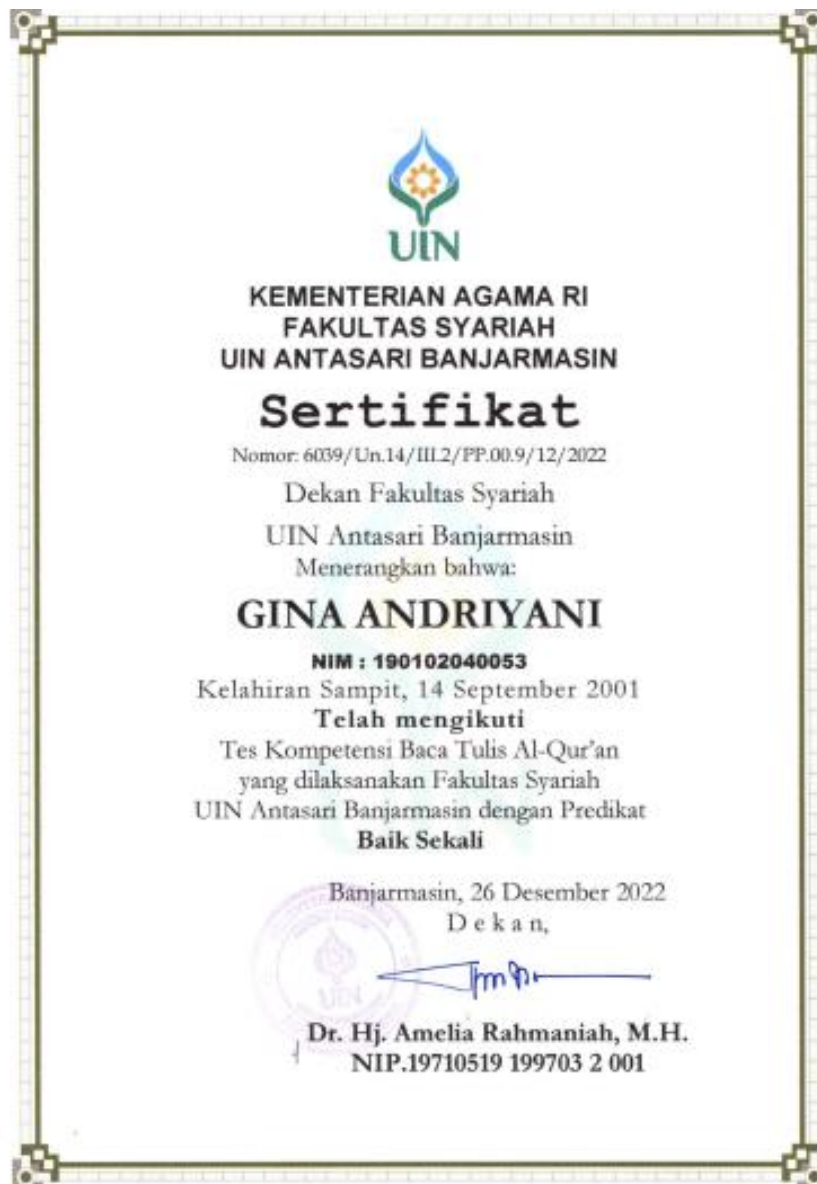 UIN
KEMENTERIAN AGAMA RI
FAKULTAS SYARIAH
UIN ANTASARI BANJARMASIN
Sertifikat
Nomor: 6039/Un.14/III.2/PP.00.9/12/2022
Dekan Fakultas Syariah
UIN Antasari Banjarmasin
Menerangkan bahwa:
GINA ANDRIYANI
NIM : 190102040053
Kelahiran Sampit, 14 September 2001
Telah mengikuti
Tes Kompetensi Baca Tulis Al-Qur'an
yang dilaksanakan Fakultas Syariah
UIN Antasari Banjarmasin dengan Predikat
Baik Sekali
Banjarmasin, 26 Desember 2022
D e k a n,
UIN
Dr. Hj. Amelia Rahmaniah, M.H.
NIP.19710519 199703 2 001